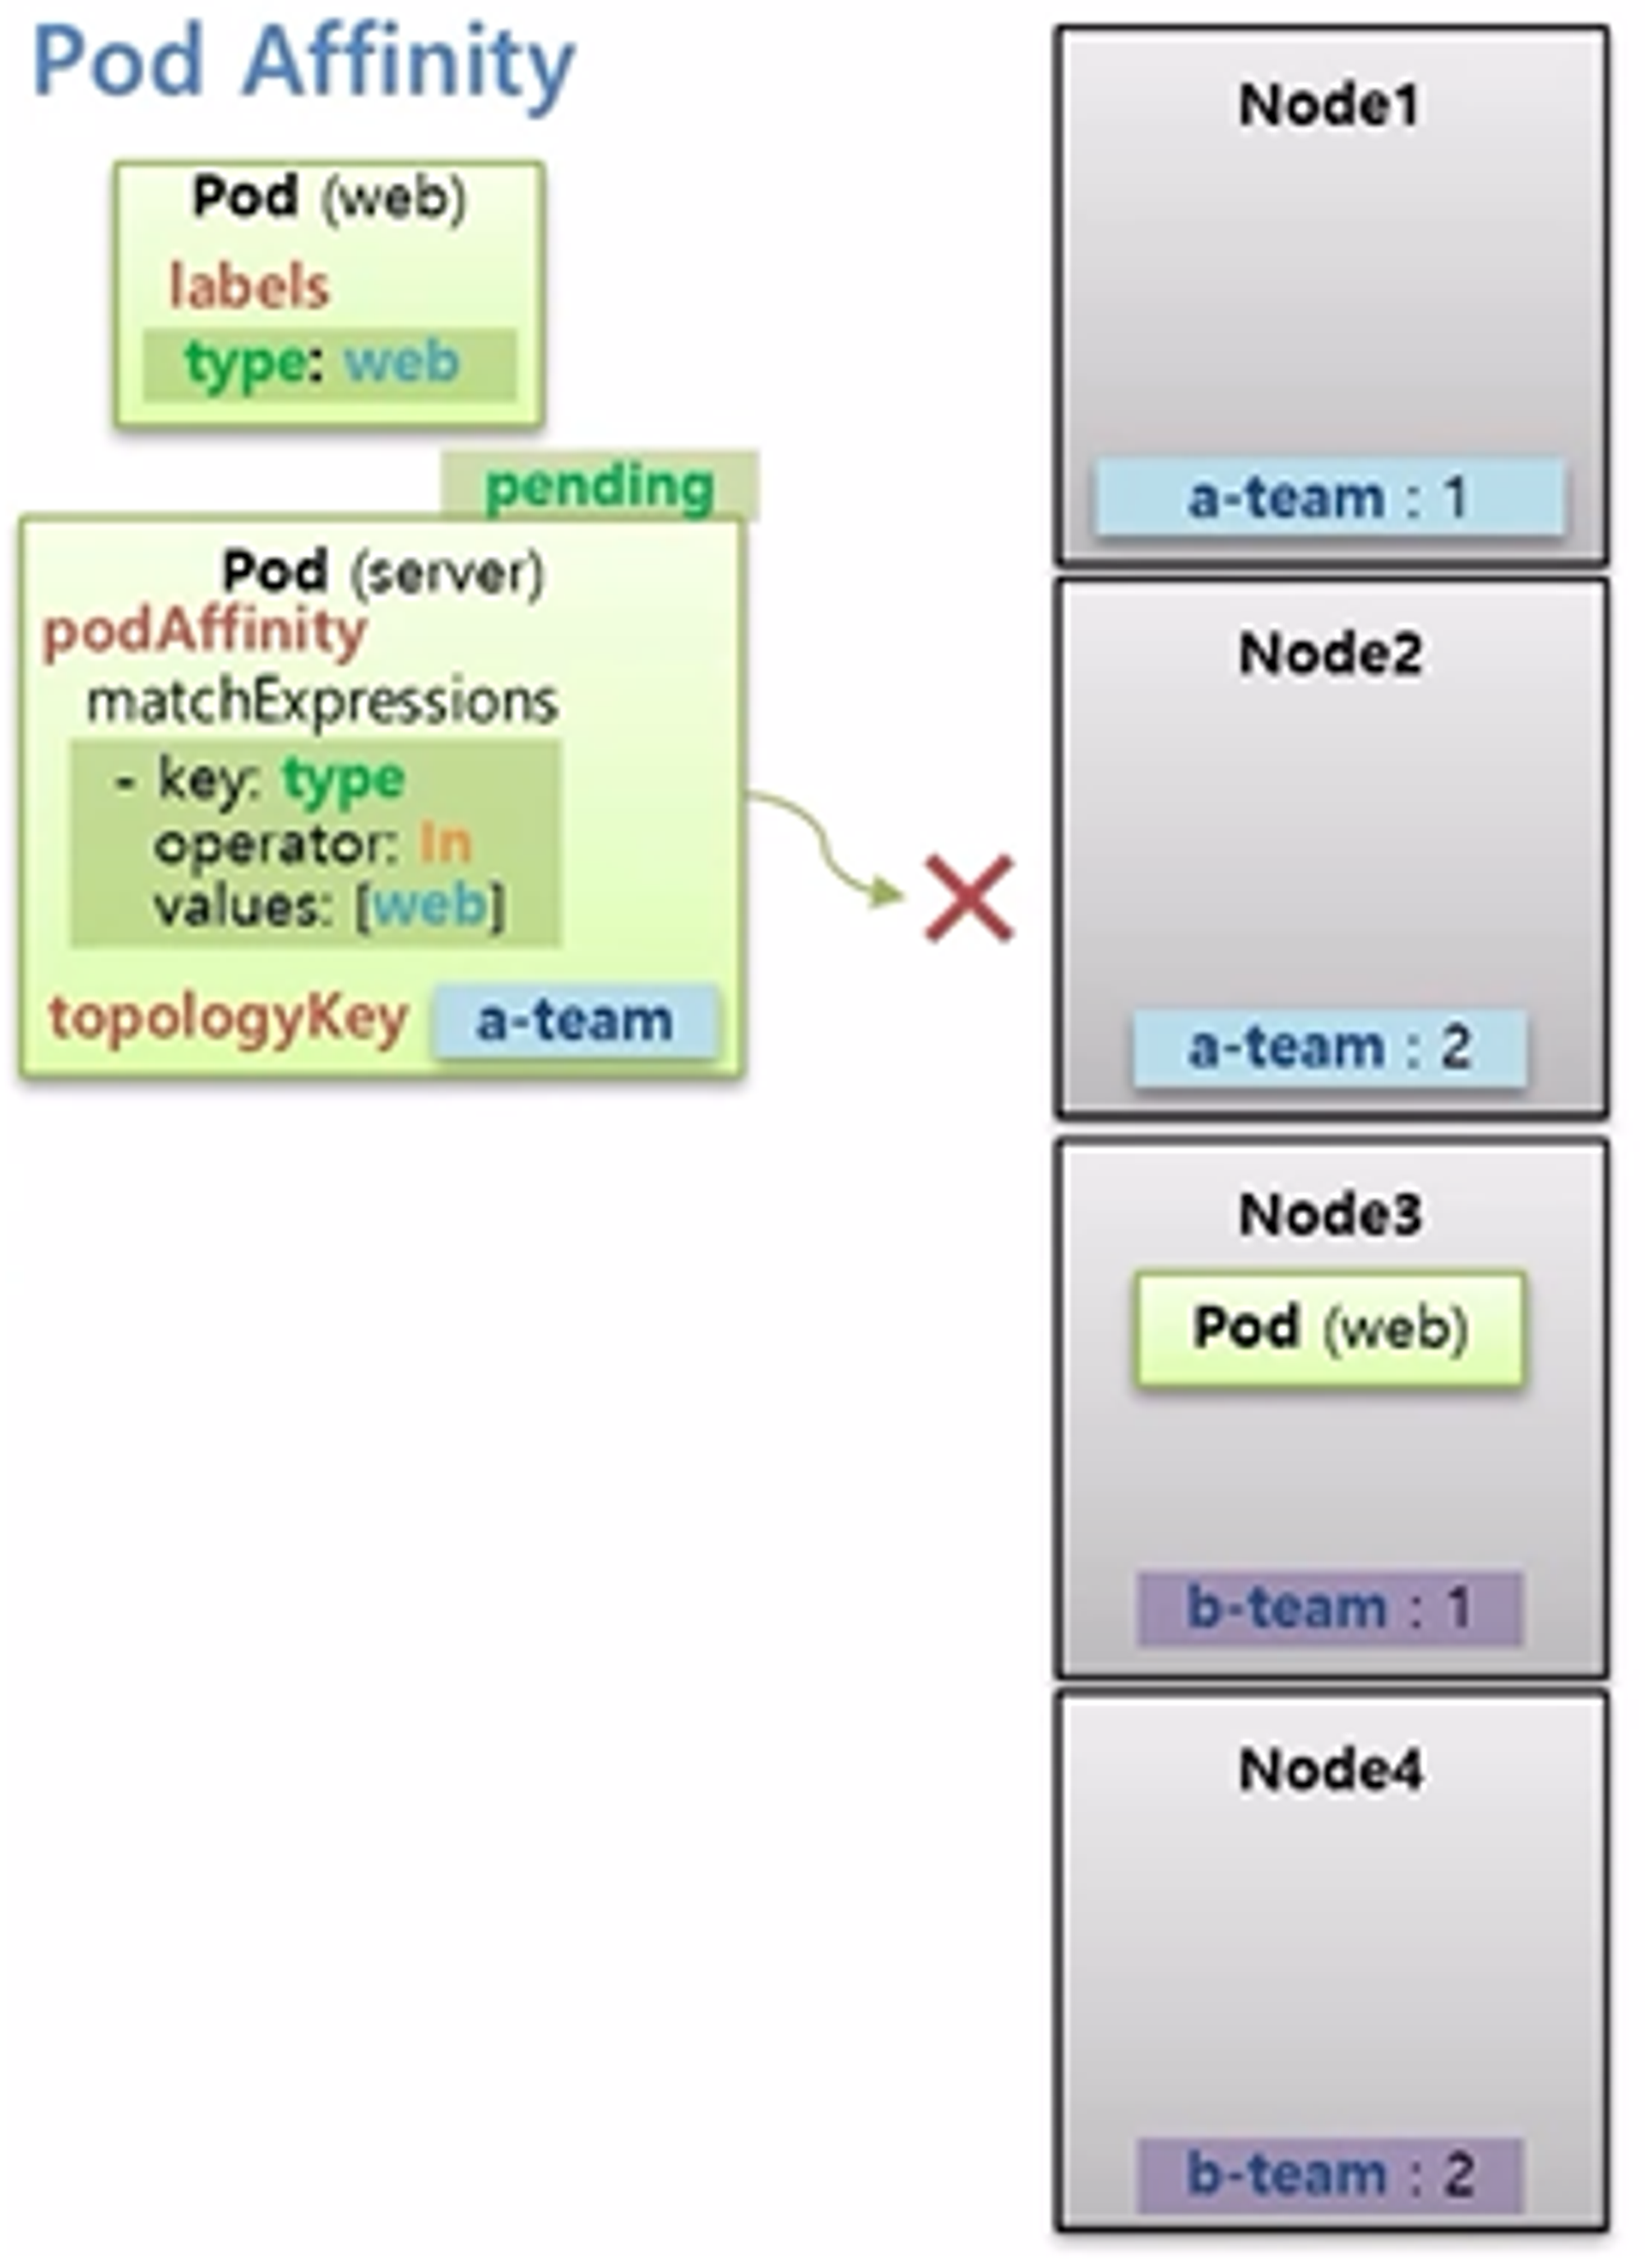 Pod Affinity
Pod (web)
labels
type: web
pending
Pod (server)
podAffinity
matchExpressions
- key: type
operator: In
values: [web]
topologyKey a-team
Node1
a-team : 1
Node2
a-team : 2
Node3
Pod (web)
b-team : 1
Node4
b-team : 2